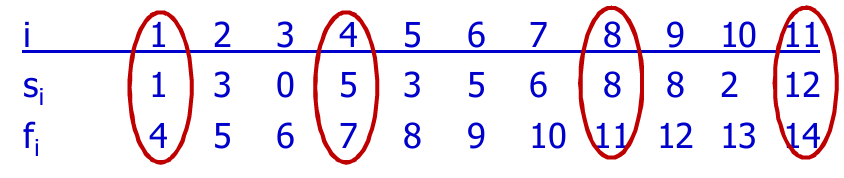 i 1 2 3 4 5 6 7 8 9 10 11
si 1 3 0 5 3 5 6 8 8 2 12
fi 4 5 6 7 8 9 10 11 12 13 14